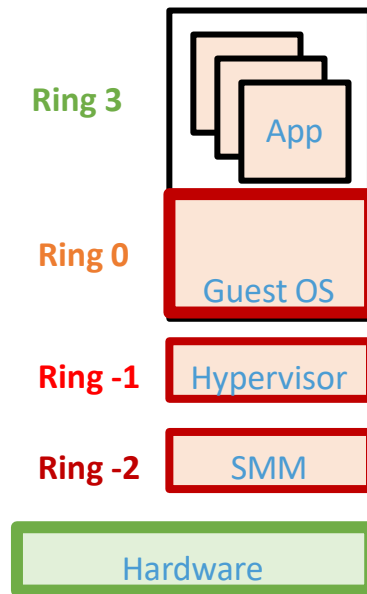 Ring 3
App
Ring 0
Guest OS
Ring -1
Hypervisor
Ring -2
SMM
Hardware